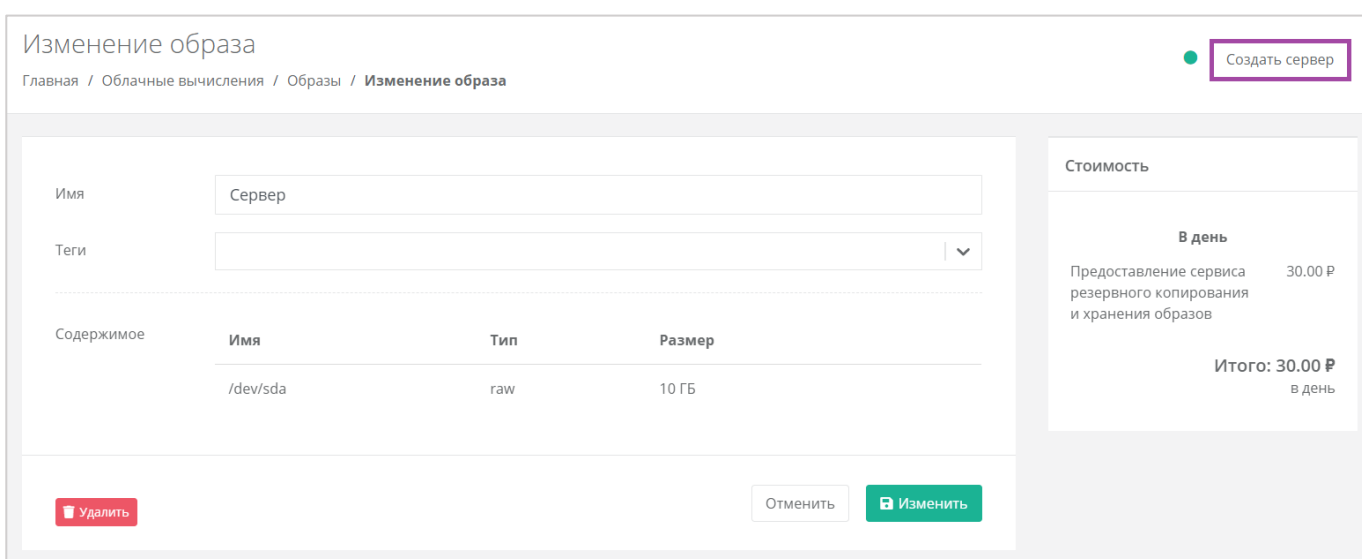 Изменение образа
Создать сервер
Главная / Облачные вычисления / Образы / Изменение образа
Стоимость
Имя
Сервер
Теги
В день
Предоставление сервиса 30.00 ₽
резервного копирования
и хранения образов
Содержимое
Имя Тип Размер
/dev/sda raw 10 ГБ
Итого: 30.00 ₽
в день
Удалить
Отменить
Изменить